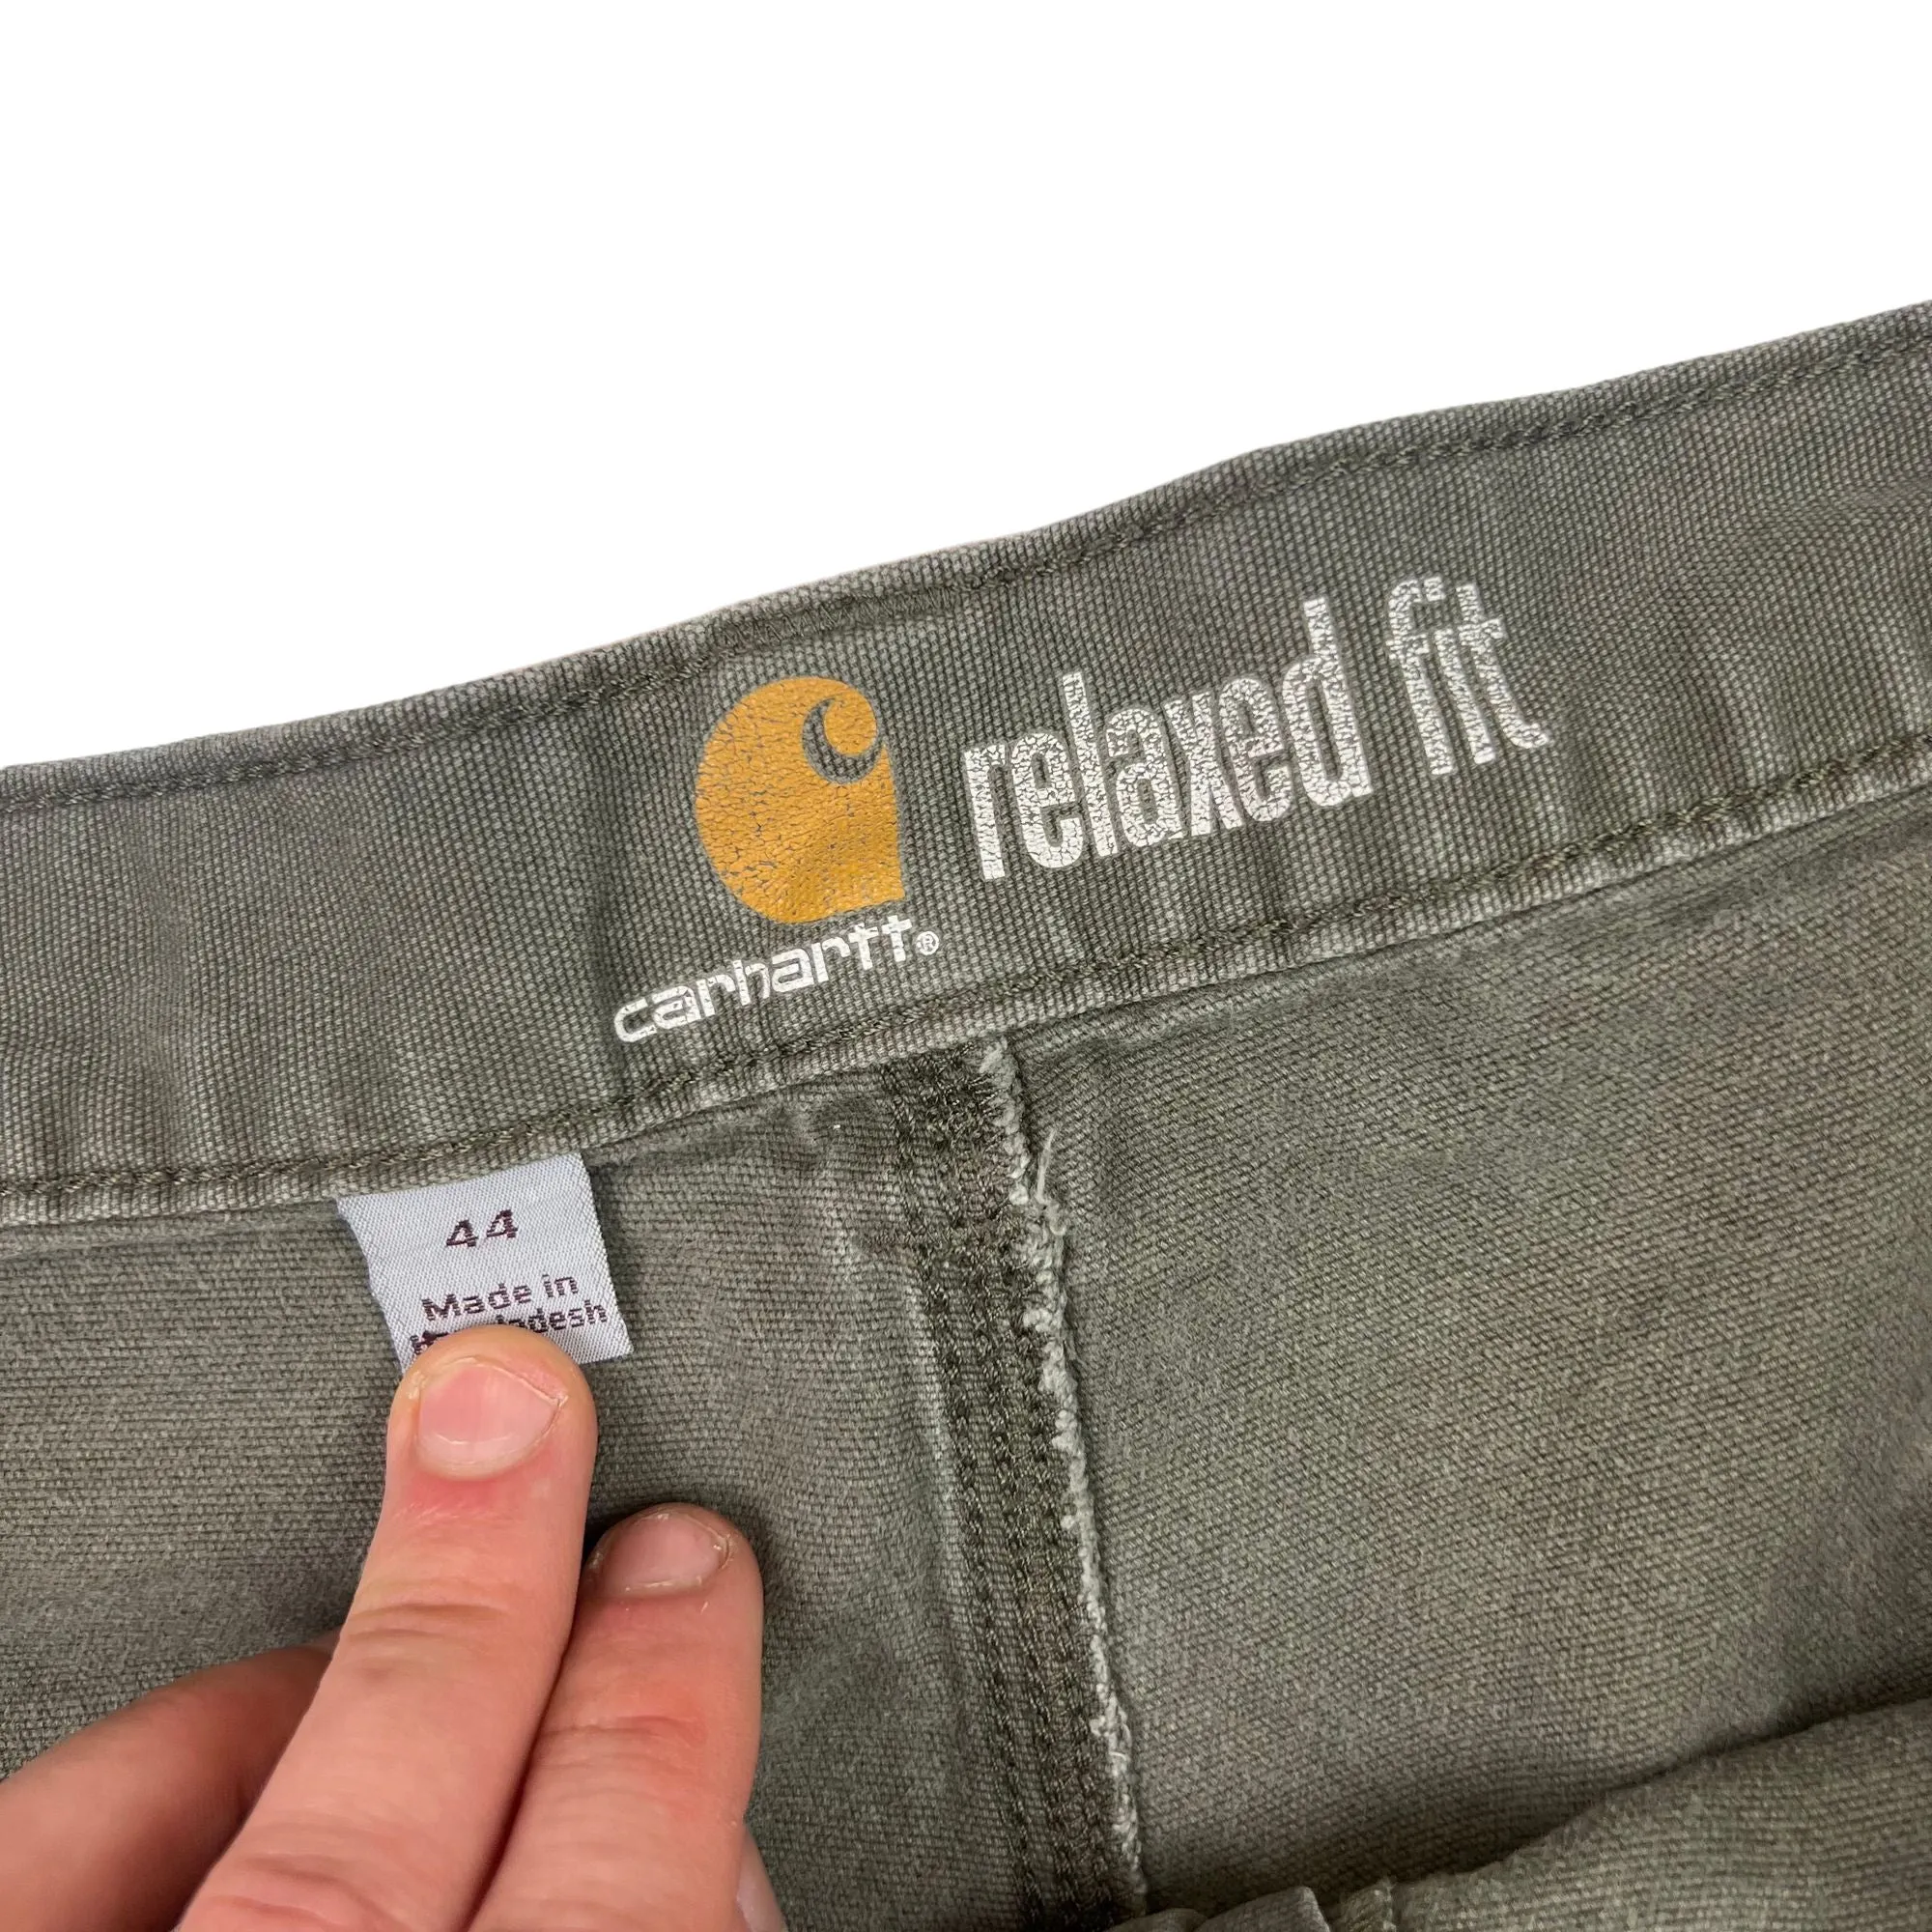 relaxed fit
carhartt®
44
Made in